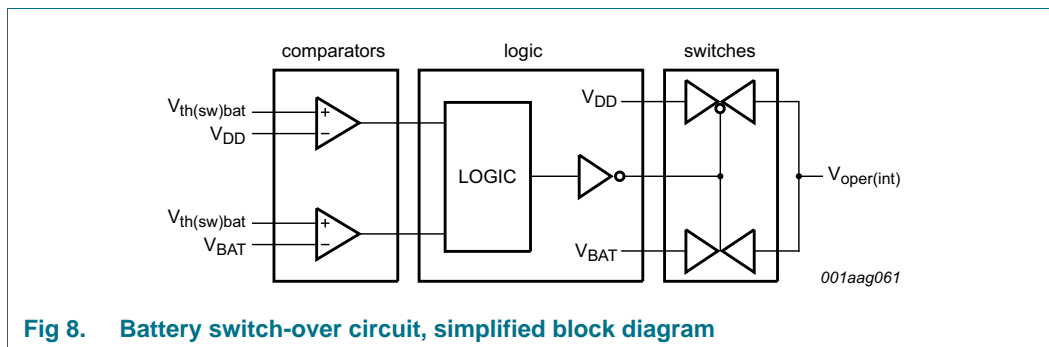 comparators
logic
switches
Vth(sw)bat
+
VDD
−
VDD
LOGIC
Voper(int)
Vth(sw)bat
+
VBAT
−
VBAT
001aag061
Fig 8. Battery switch-over circuit, simplified block diagram